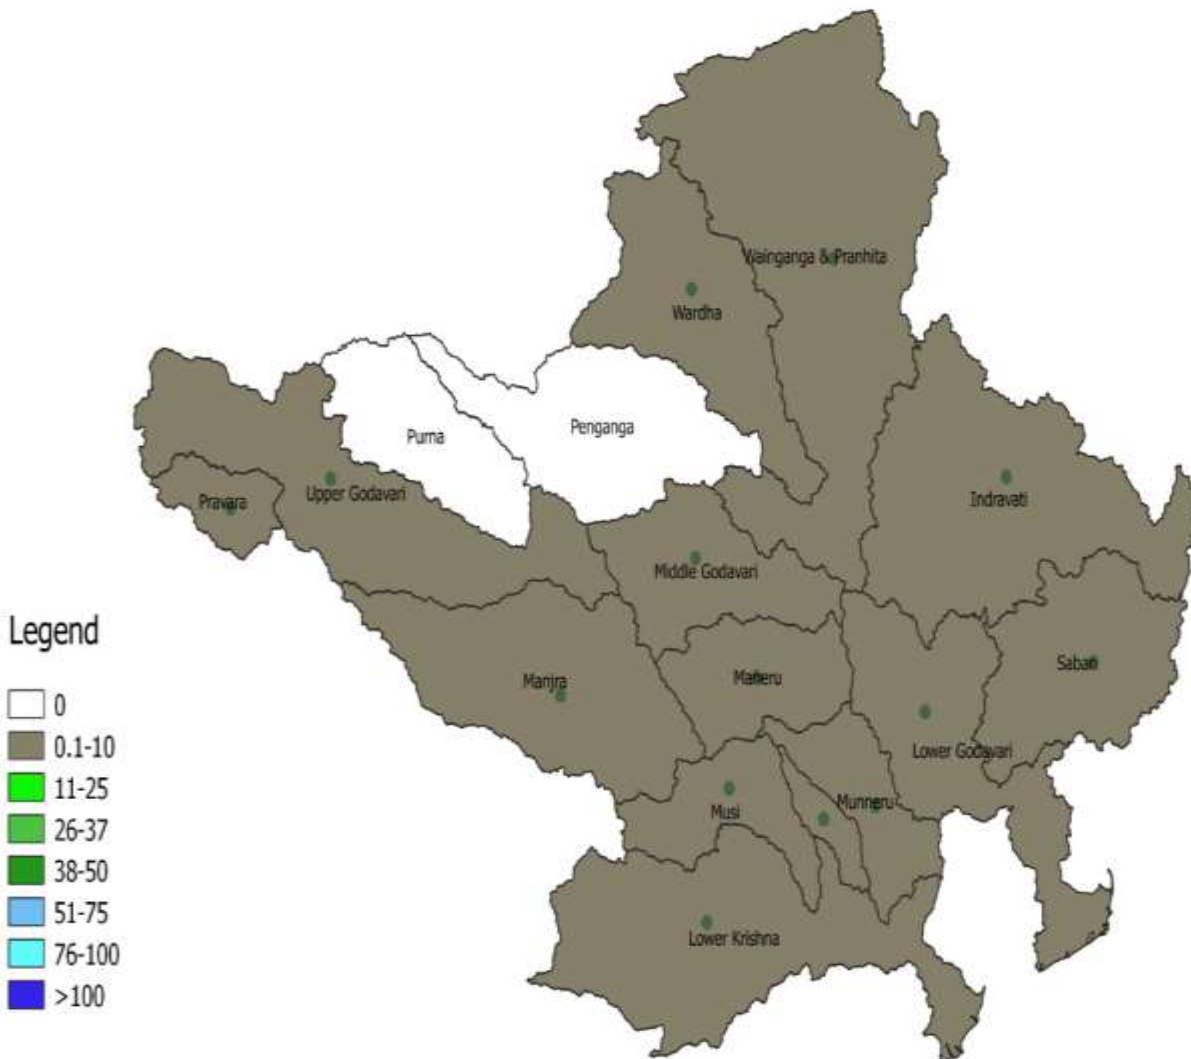 Wainganga & Pranhita
Wardha
Purna
Penganga
Upper Godavari
Pravara
Indravati
Middle Godavari
Manjra
Maneru
Sabari
Lower Godavari
Musi
Munneru
Lower Krishna
Legend
0
0.1-10
11-25
26-37
38-50
51-75
76-100
>100